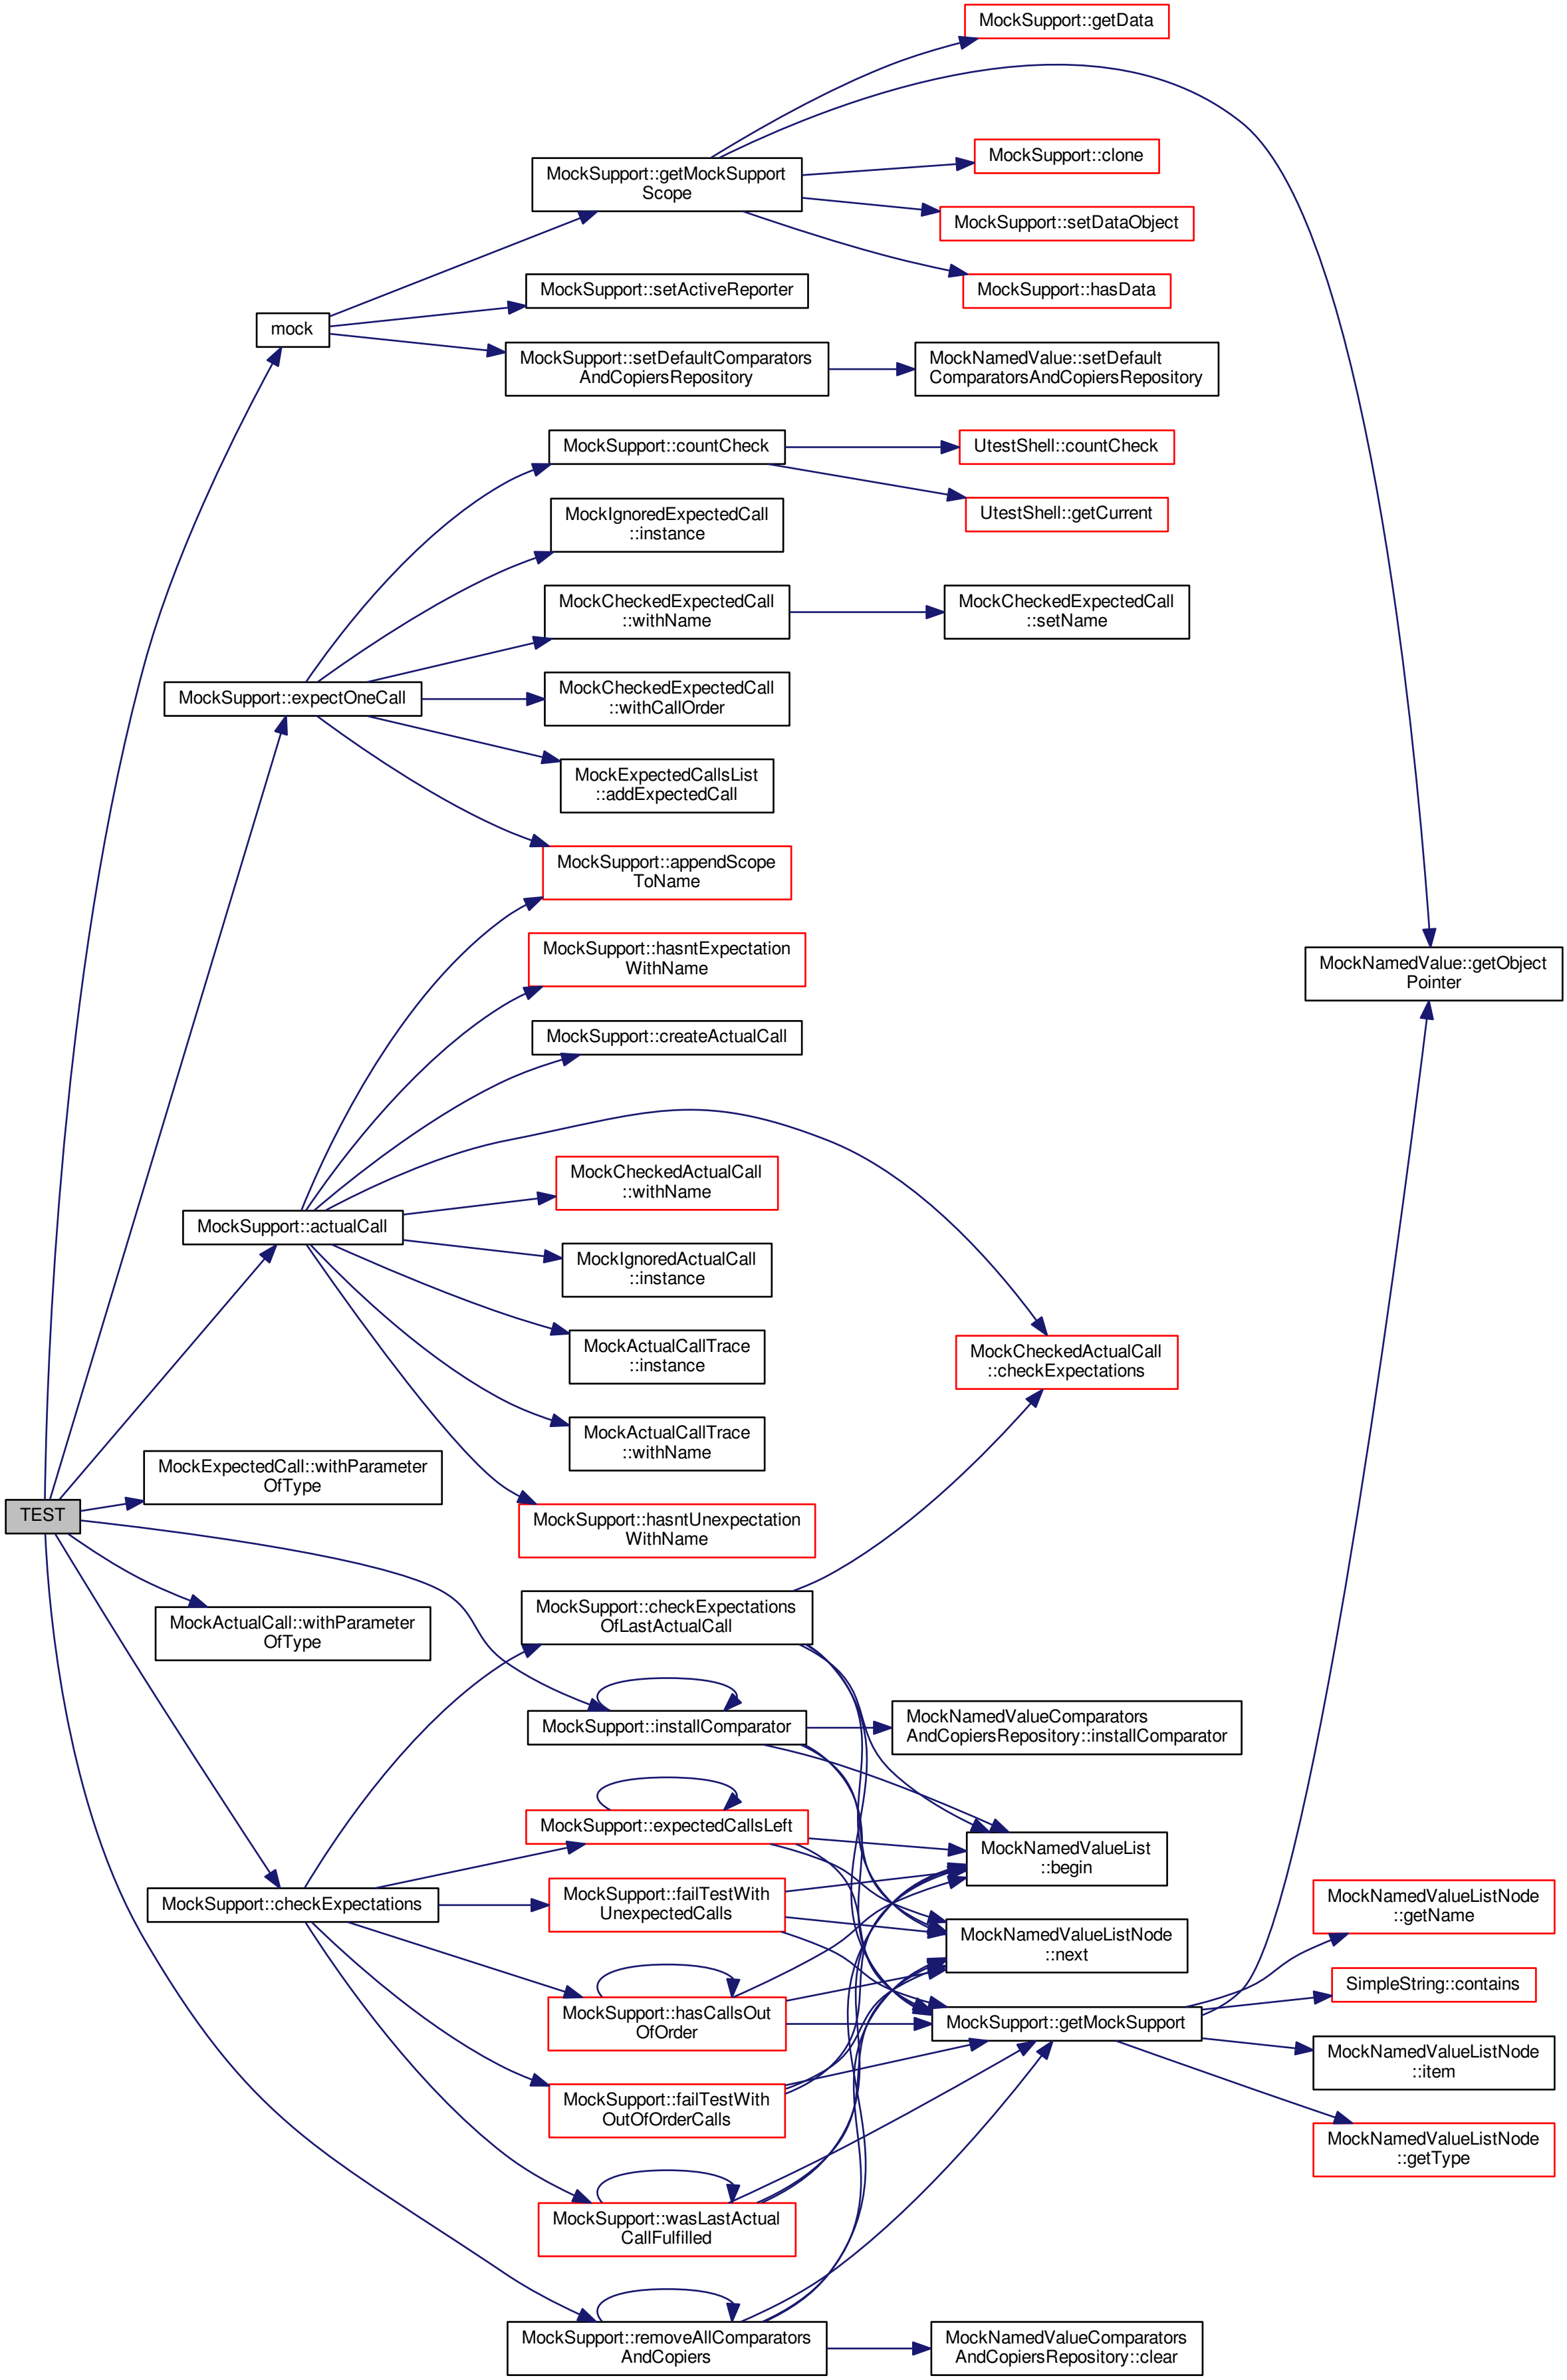 MockSupport::getData
MockSupport::getMockSupport
Scope
MockSupport::clone
MockSupport::setDataObject
MockSupport::hasData
MockSupport::setActiveReporter
mock
MockSupport::setDefaultComparators
AndCopiersRepository
MockNamedValue::setDefault
ComparatorsAndCopiersRepository
MockSupport::countCheck
UtestShell::countCheck
UtestShell::getCurrent
MockIgnoredExpectedCall
::instance
MockCheckedExpectedCall
::withName
MockCheckedExpectedCall
::setName
MockSupport::expectOneCall
MockCheckedExpectedCall
::withCallOrder
MockExpectedCallsList
::addExpectedCall
MockSupport::appendScope
ToName
MockSupport::hasntExpectation
WithName
MockNamedValue::getObject
Pointer
MockSupport::createActualCall
MockCheckedActualCall
::withName
MockSupport::actualCall
MockIgnoredActualCall
::instance
MockActualCallTrace
::instance
MockCheckedActualCall
::checkExpectations
MockActualCallTrace
::withName
MockExpectedCall::withParameter
OfType
TEST
MockSupport::hasntUnexpectation
WithName
MockActualCall::withParameter
OfType
MockSupport::checkExpectations
OfLastActualCall
MockSupport::installComparator
MockNamedValueComparators
AndCopiersRepository::installComparator
MockSupport::expectedCallsLeft
MockNamedValueList
::begin
MockSupport::checkExpectations
MockSupport::failTestWith
UnexpectedCalls
MockNamedValueListNode
::getName
MockNamedValueListNode
::next
SimpleString::contains
MockSupport::hasCallsOut
OfOrder
MockSupport::getMockSupport
MockNamedValueListNode
::item
MockSupport::failTestWith
OutOfOrderCalls
MockNamedValueListNode
::getType
MockSupport::wasLastActual
CallFulfilled
MockSupport::removeAllComparators
AndCopiers
MockNamedValueComparators
AndCopiersRepository::clear